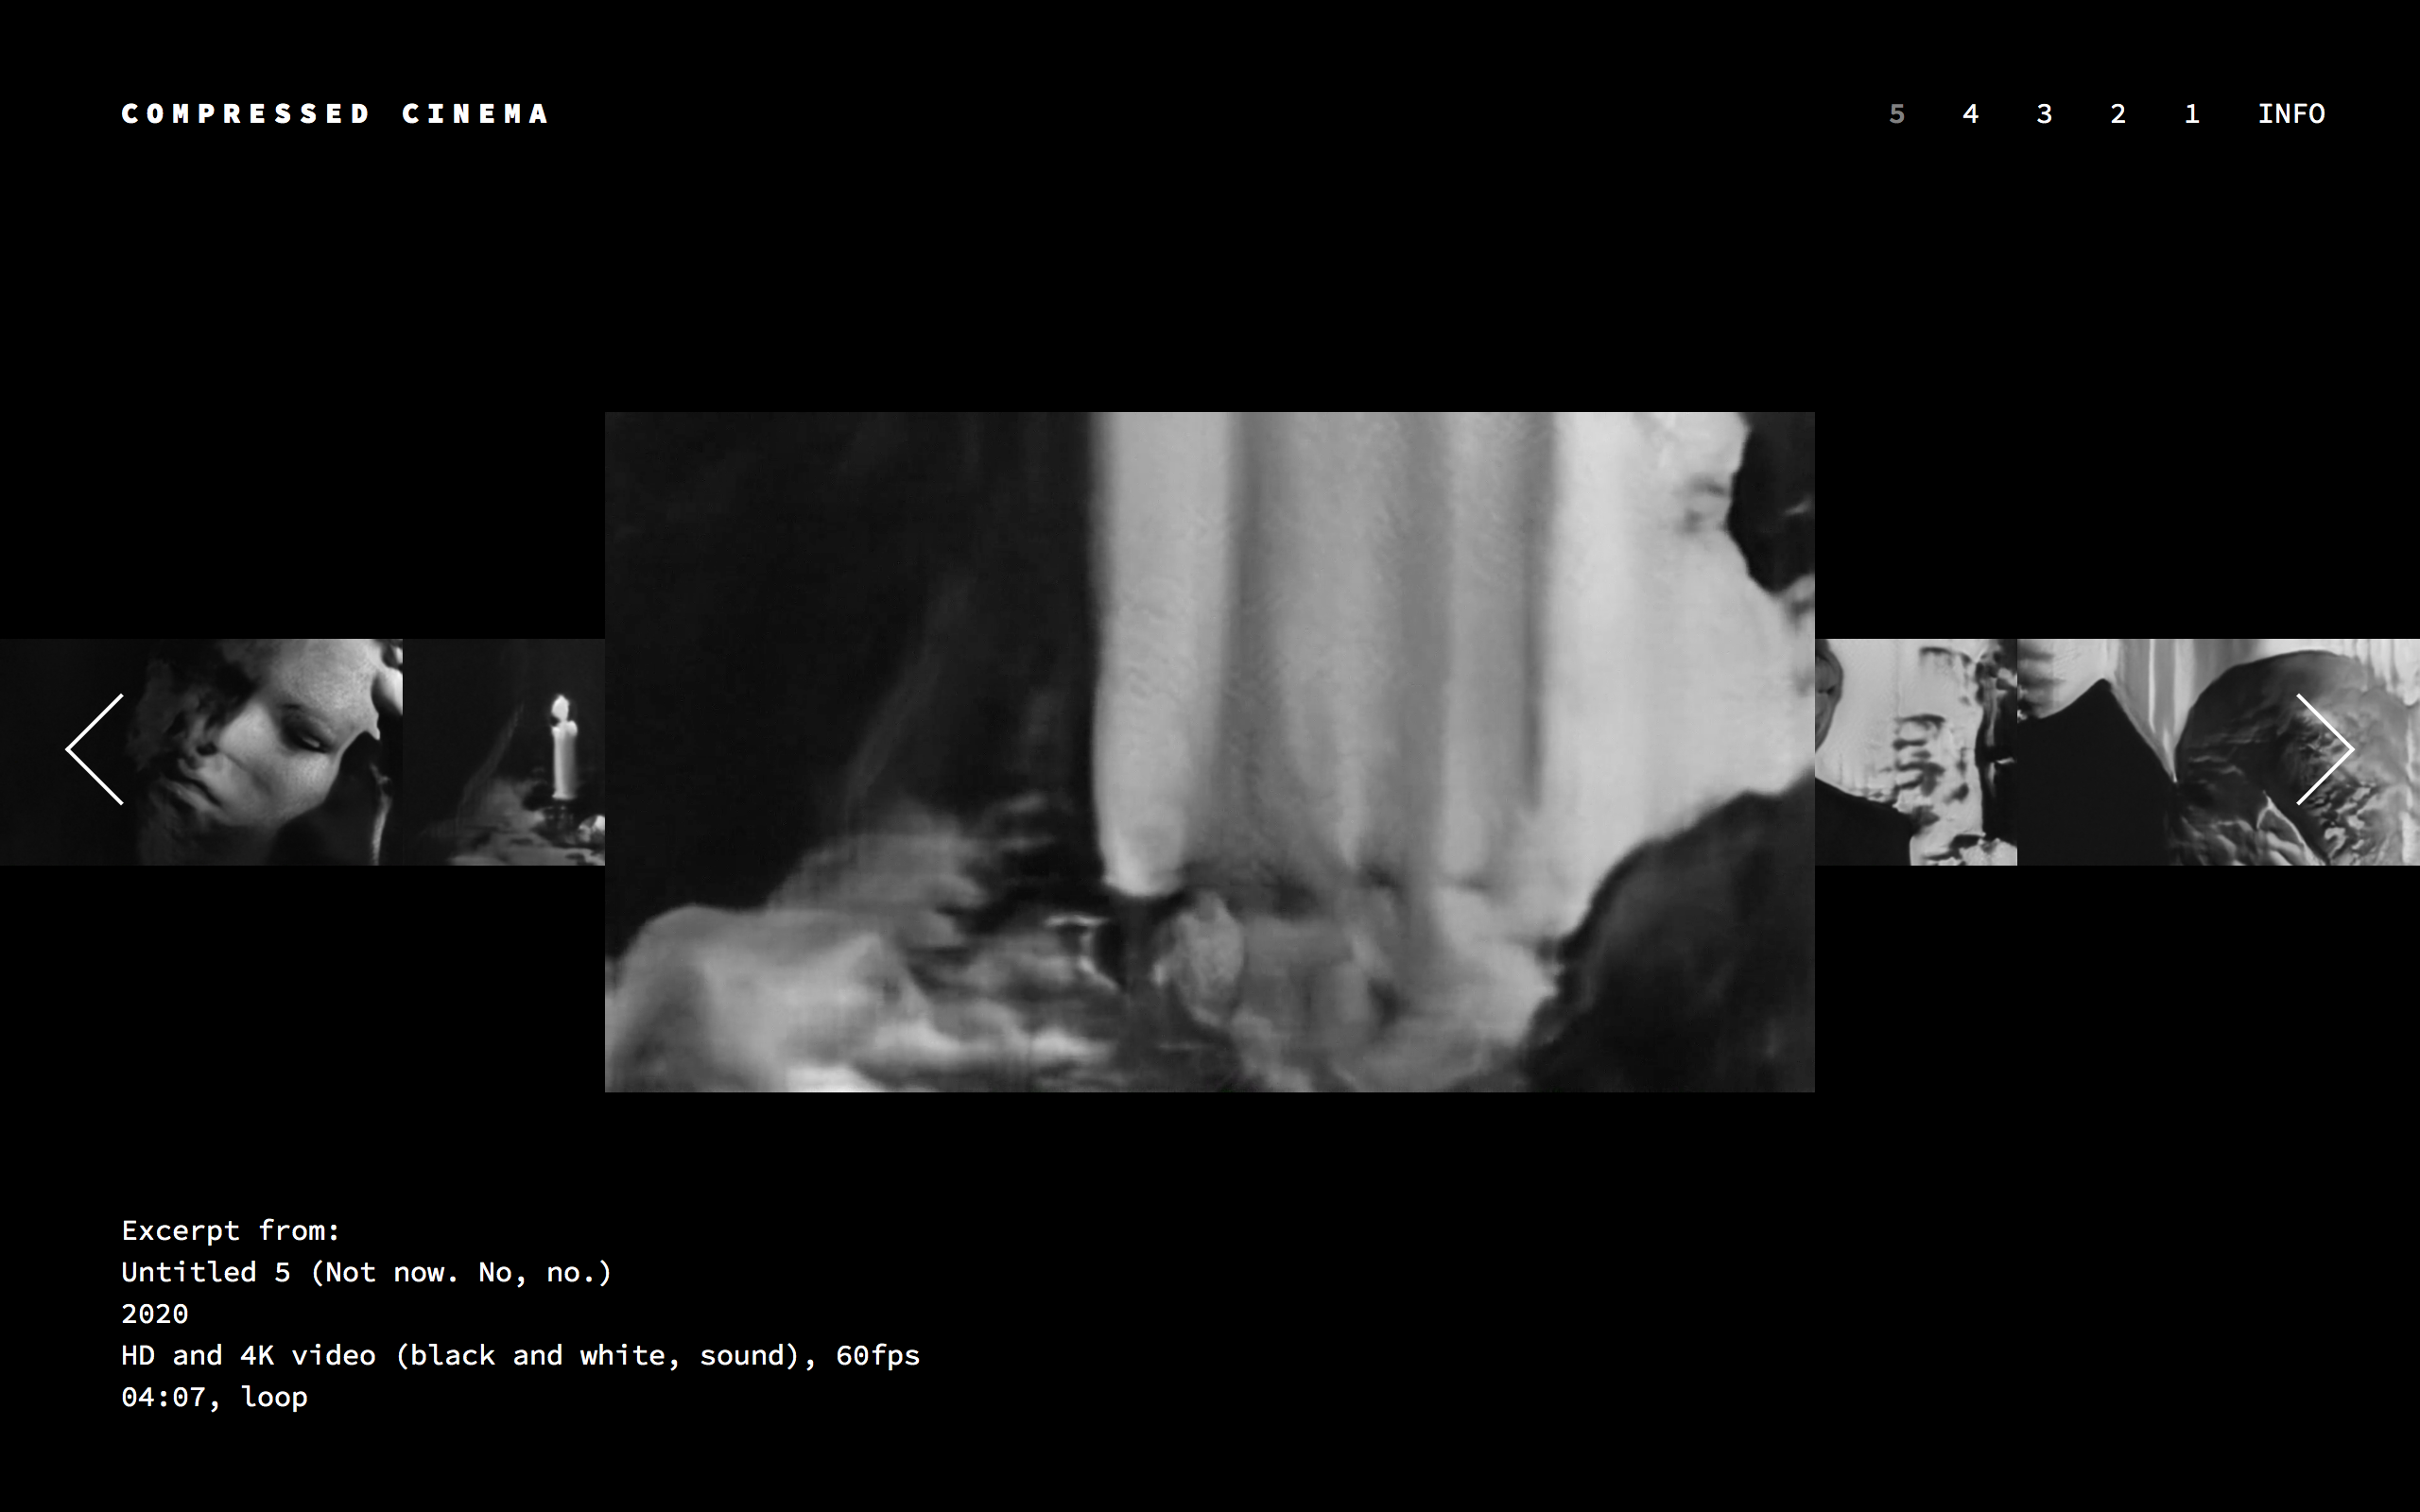 COMPRESSED CINEMA
5 4 3 2 1 INFO
Excerpt from:
Untitled 5 (Not now. No, no.)
2020
HD and 4K video (black and white, sound), 60fps
04:07, loop